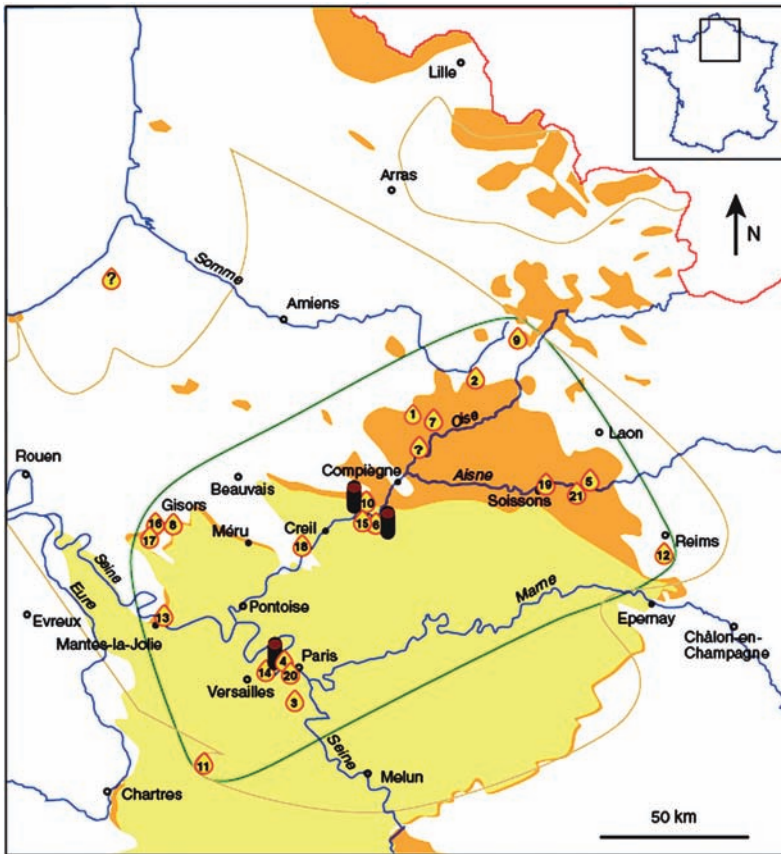 Lille
N
Arras
?
Somme
Amiens
9
2
1
7
Oise
?
Laon
Rouen
Compiègne
Aisne
Beauvais
19
5
Soissons
21
10
Gisors
16
8
17
Méru
Creil
15
6
18
Reims
12
Seine
Eure
Marne
Pontoise
Evreux
13
Mantes-la-Jolie
Epernay
Châlon-en-
Champagne
4
Paris
14
20
Versailles
3
Seine
11
Melun
Chartres
50 km